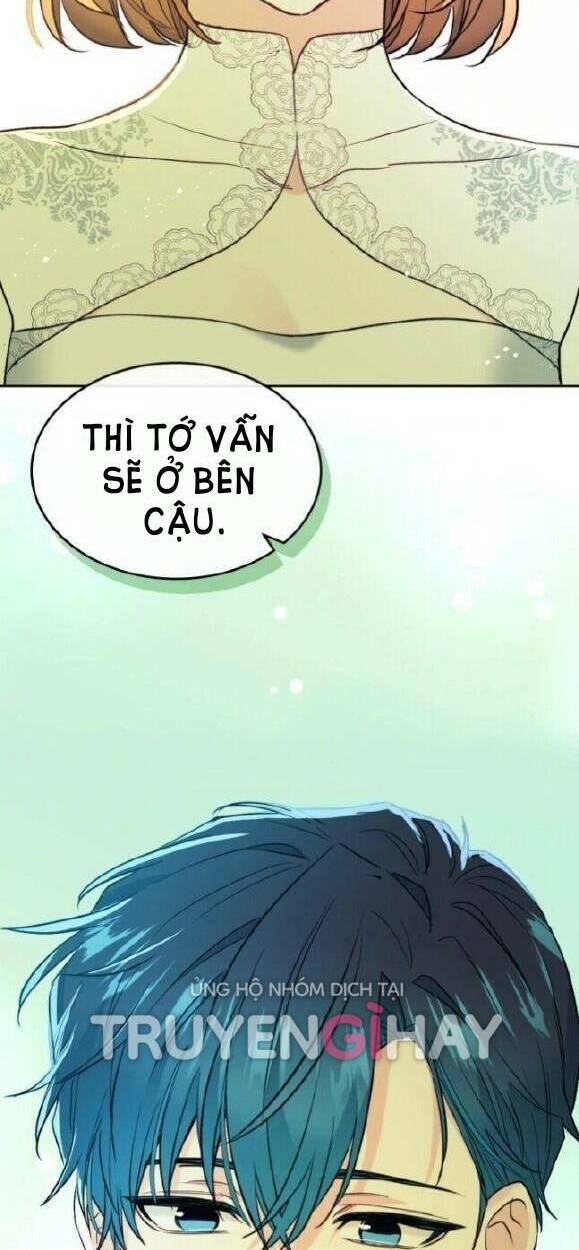 THÌ TỚ VẪN
SẼ Ở BÊN
CẬU.
ỦNG HỘ NHÓM DỊCH TẠI
TRUYENGIHAY